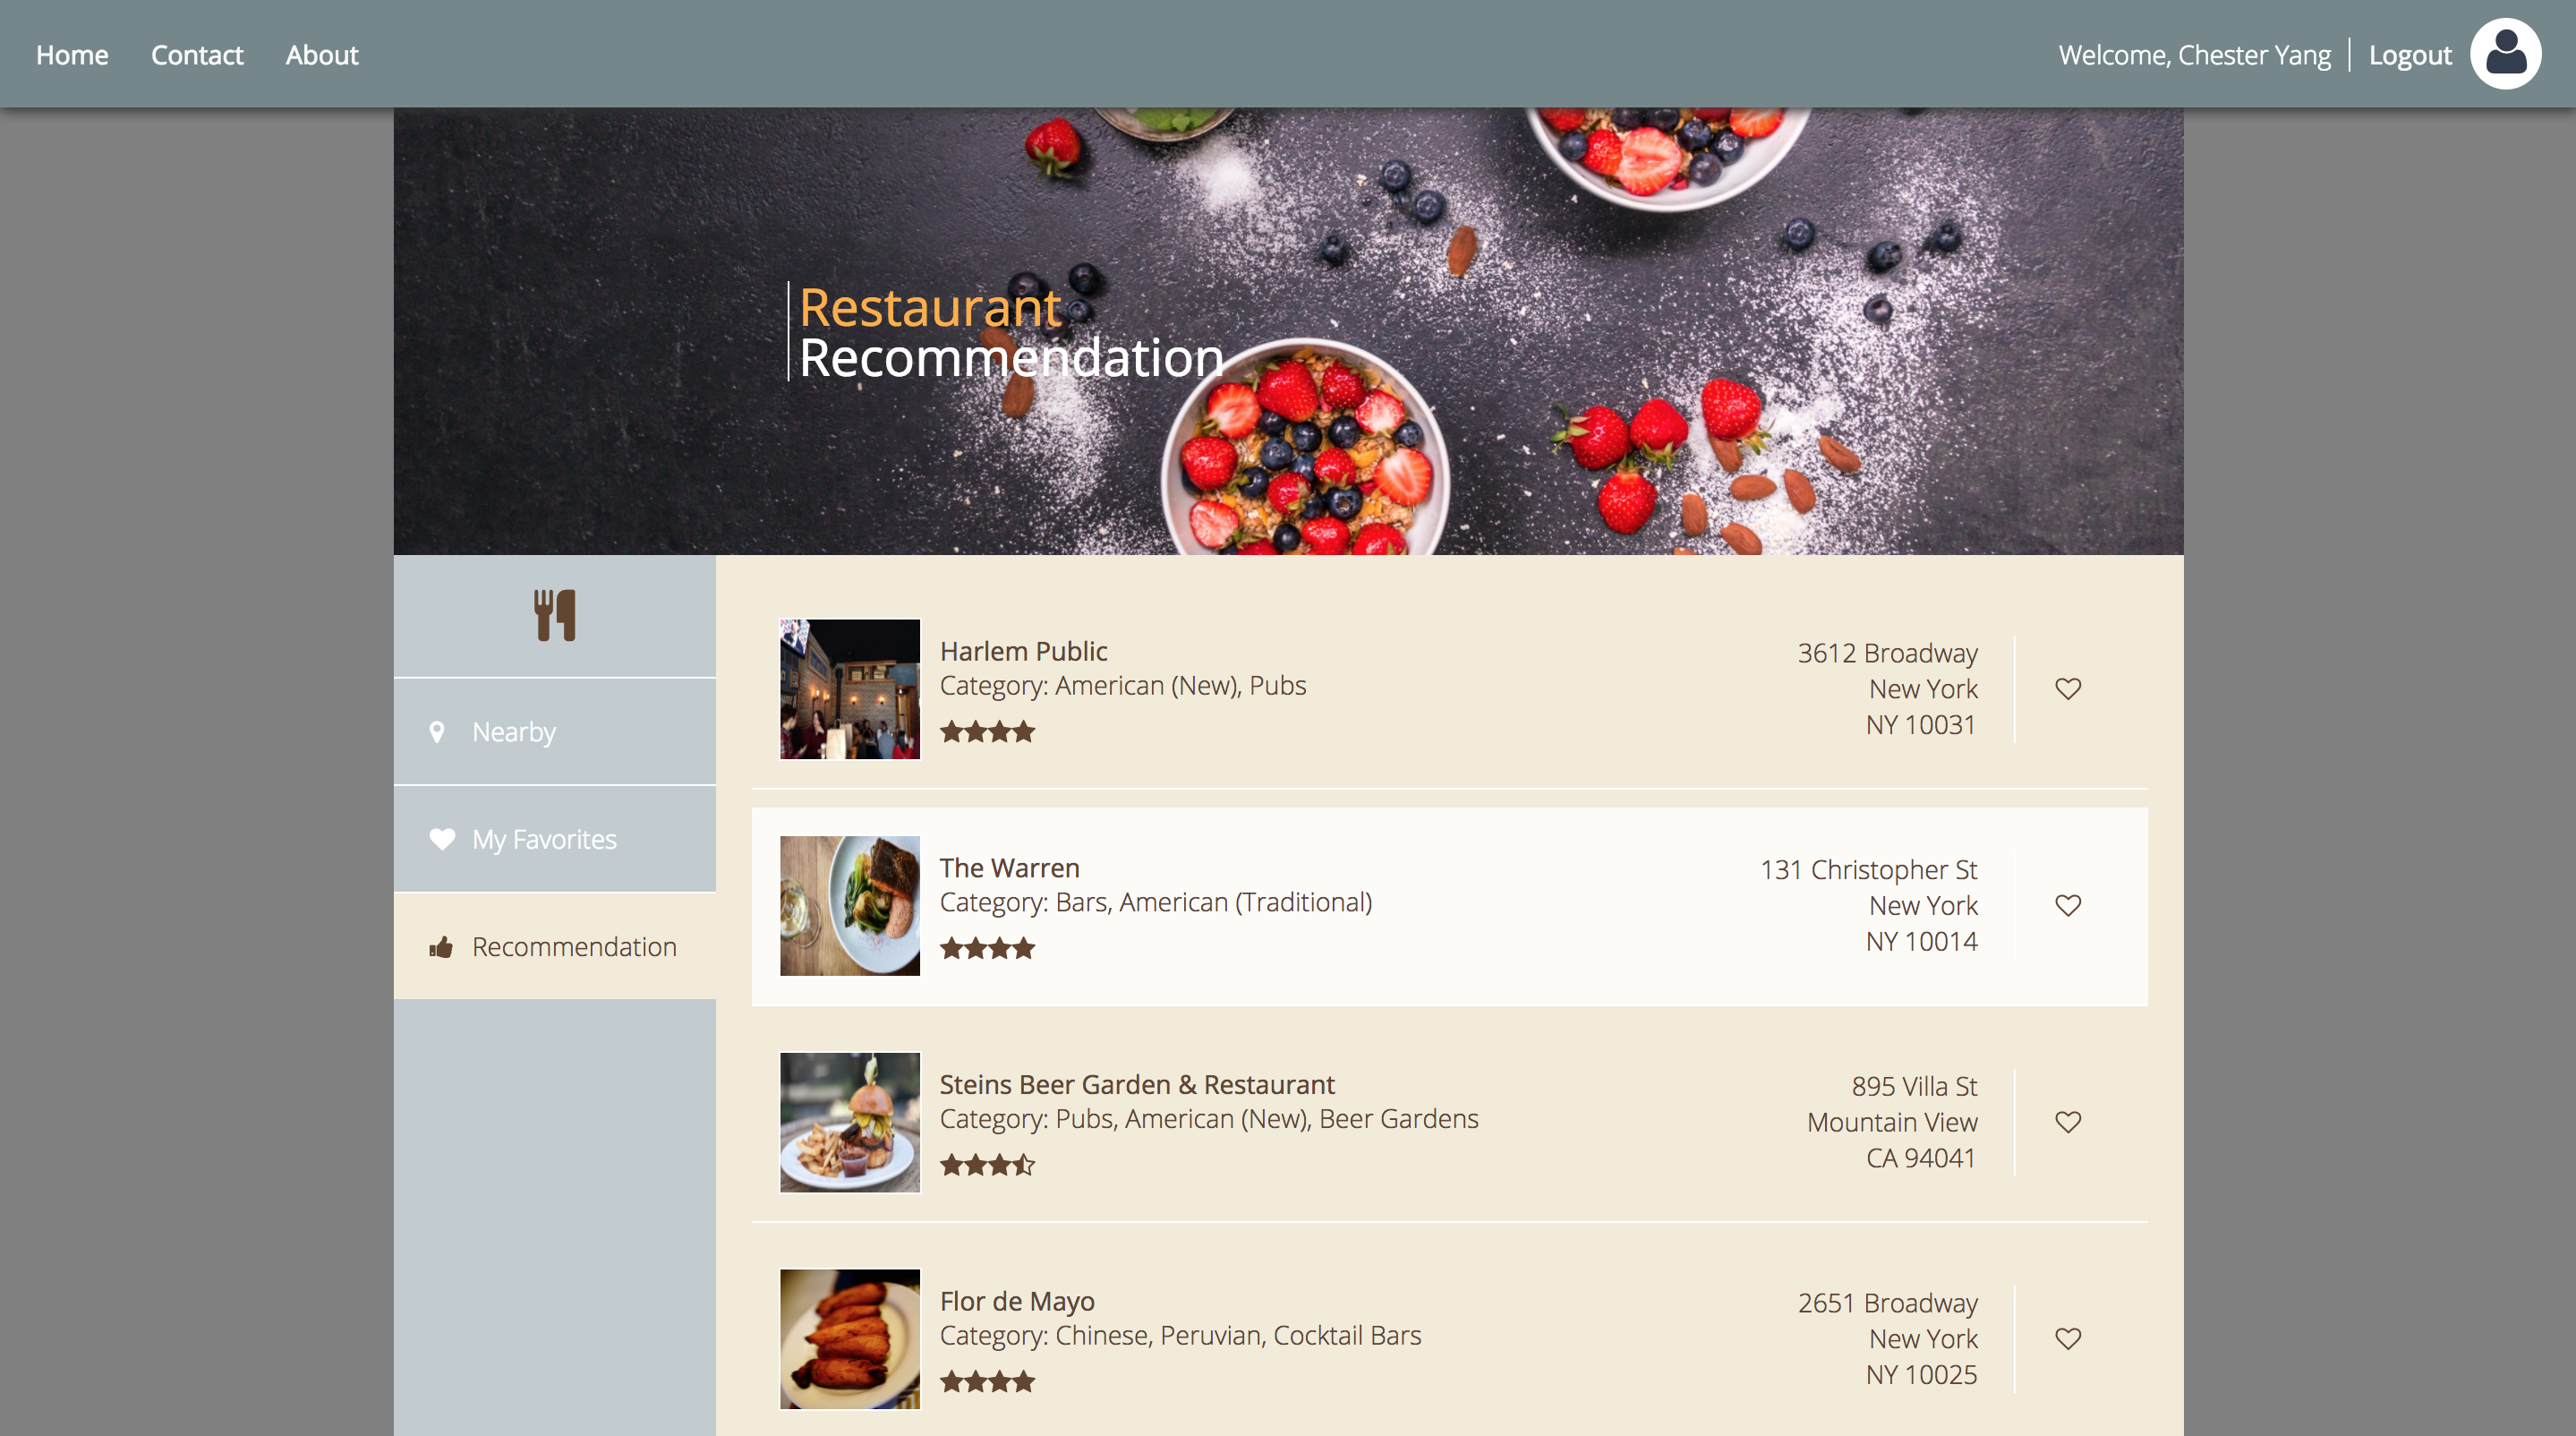 Home Contact About Welcome, Chester Yang Logout
Restaurant
Recommendation
Nearby
My Favorites
Recommendation
Harlem Public
Category: American (New), Pubs
3612 Broadway
New York
NY 10031
The Warren
Category: Bars, American (Traditional)
131 Christopher St
New York
NY 10014
Steins Beer Garden & Restaurant
Category: Pubs, American (New), Beer Gardens
895 Villa St
Mountain View
CA 94041
Flor de Mayo
Category: Chinese, Peruvian, Cocktail Bars
2651 Broadway
New York
NY 10025